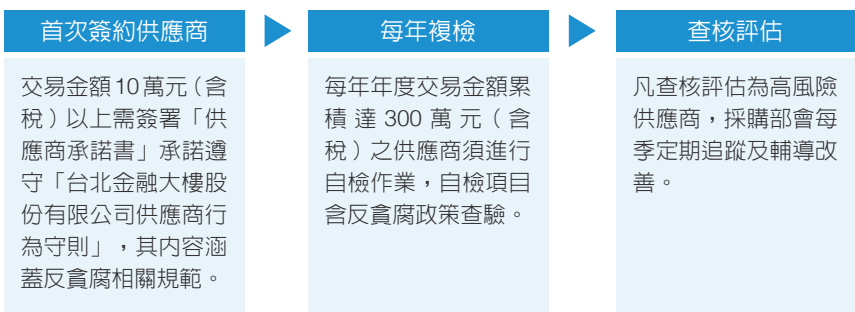 首次簽約供應商
交易金額10萬元（含
稅）以上需簽署「供
應商承諾書」承諾遵
守「台北金融大樓股
份有限公司供應商行
為守則」，其內容涵
蓋反貪腐相關規範。
每年複檢
每年年度交易金額累
積達300萬元（含
稅）之供應商須進行
自檢作業，自檢項目
含反貪腐政策查驗。
查核評估
凡查核評估為高風險
供應商，採購部會每
季定期追蹤及輔導改
善。